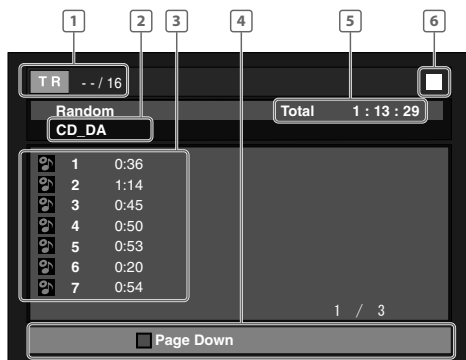 1 2 3 4 5 6
TR - - / 16
Random Total 1 : 13 : 29
CD_DA
1 0:36
2 1:14
3 0:45
4 0:50
5 0:53
6 0:20
7 0:54
1 / 3
Page Down